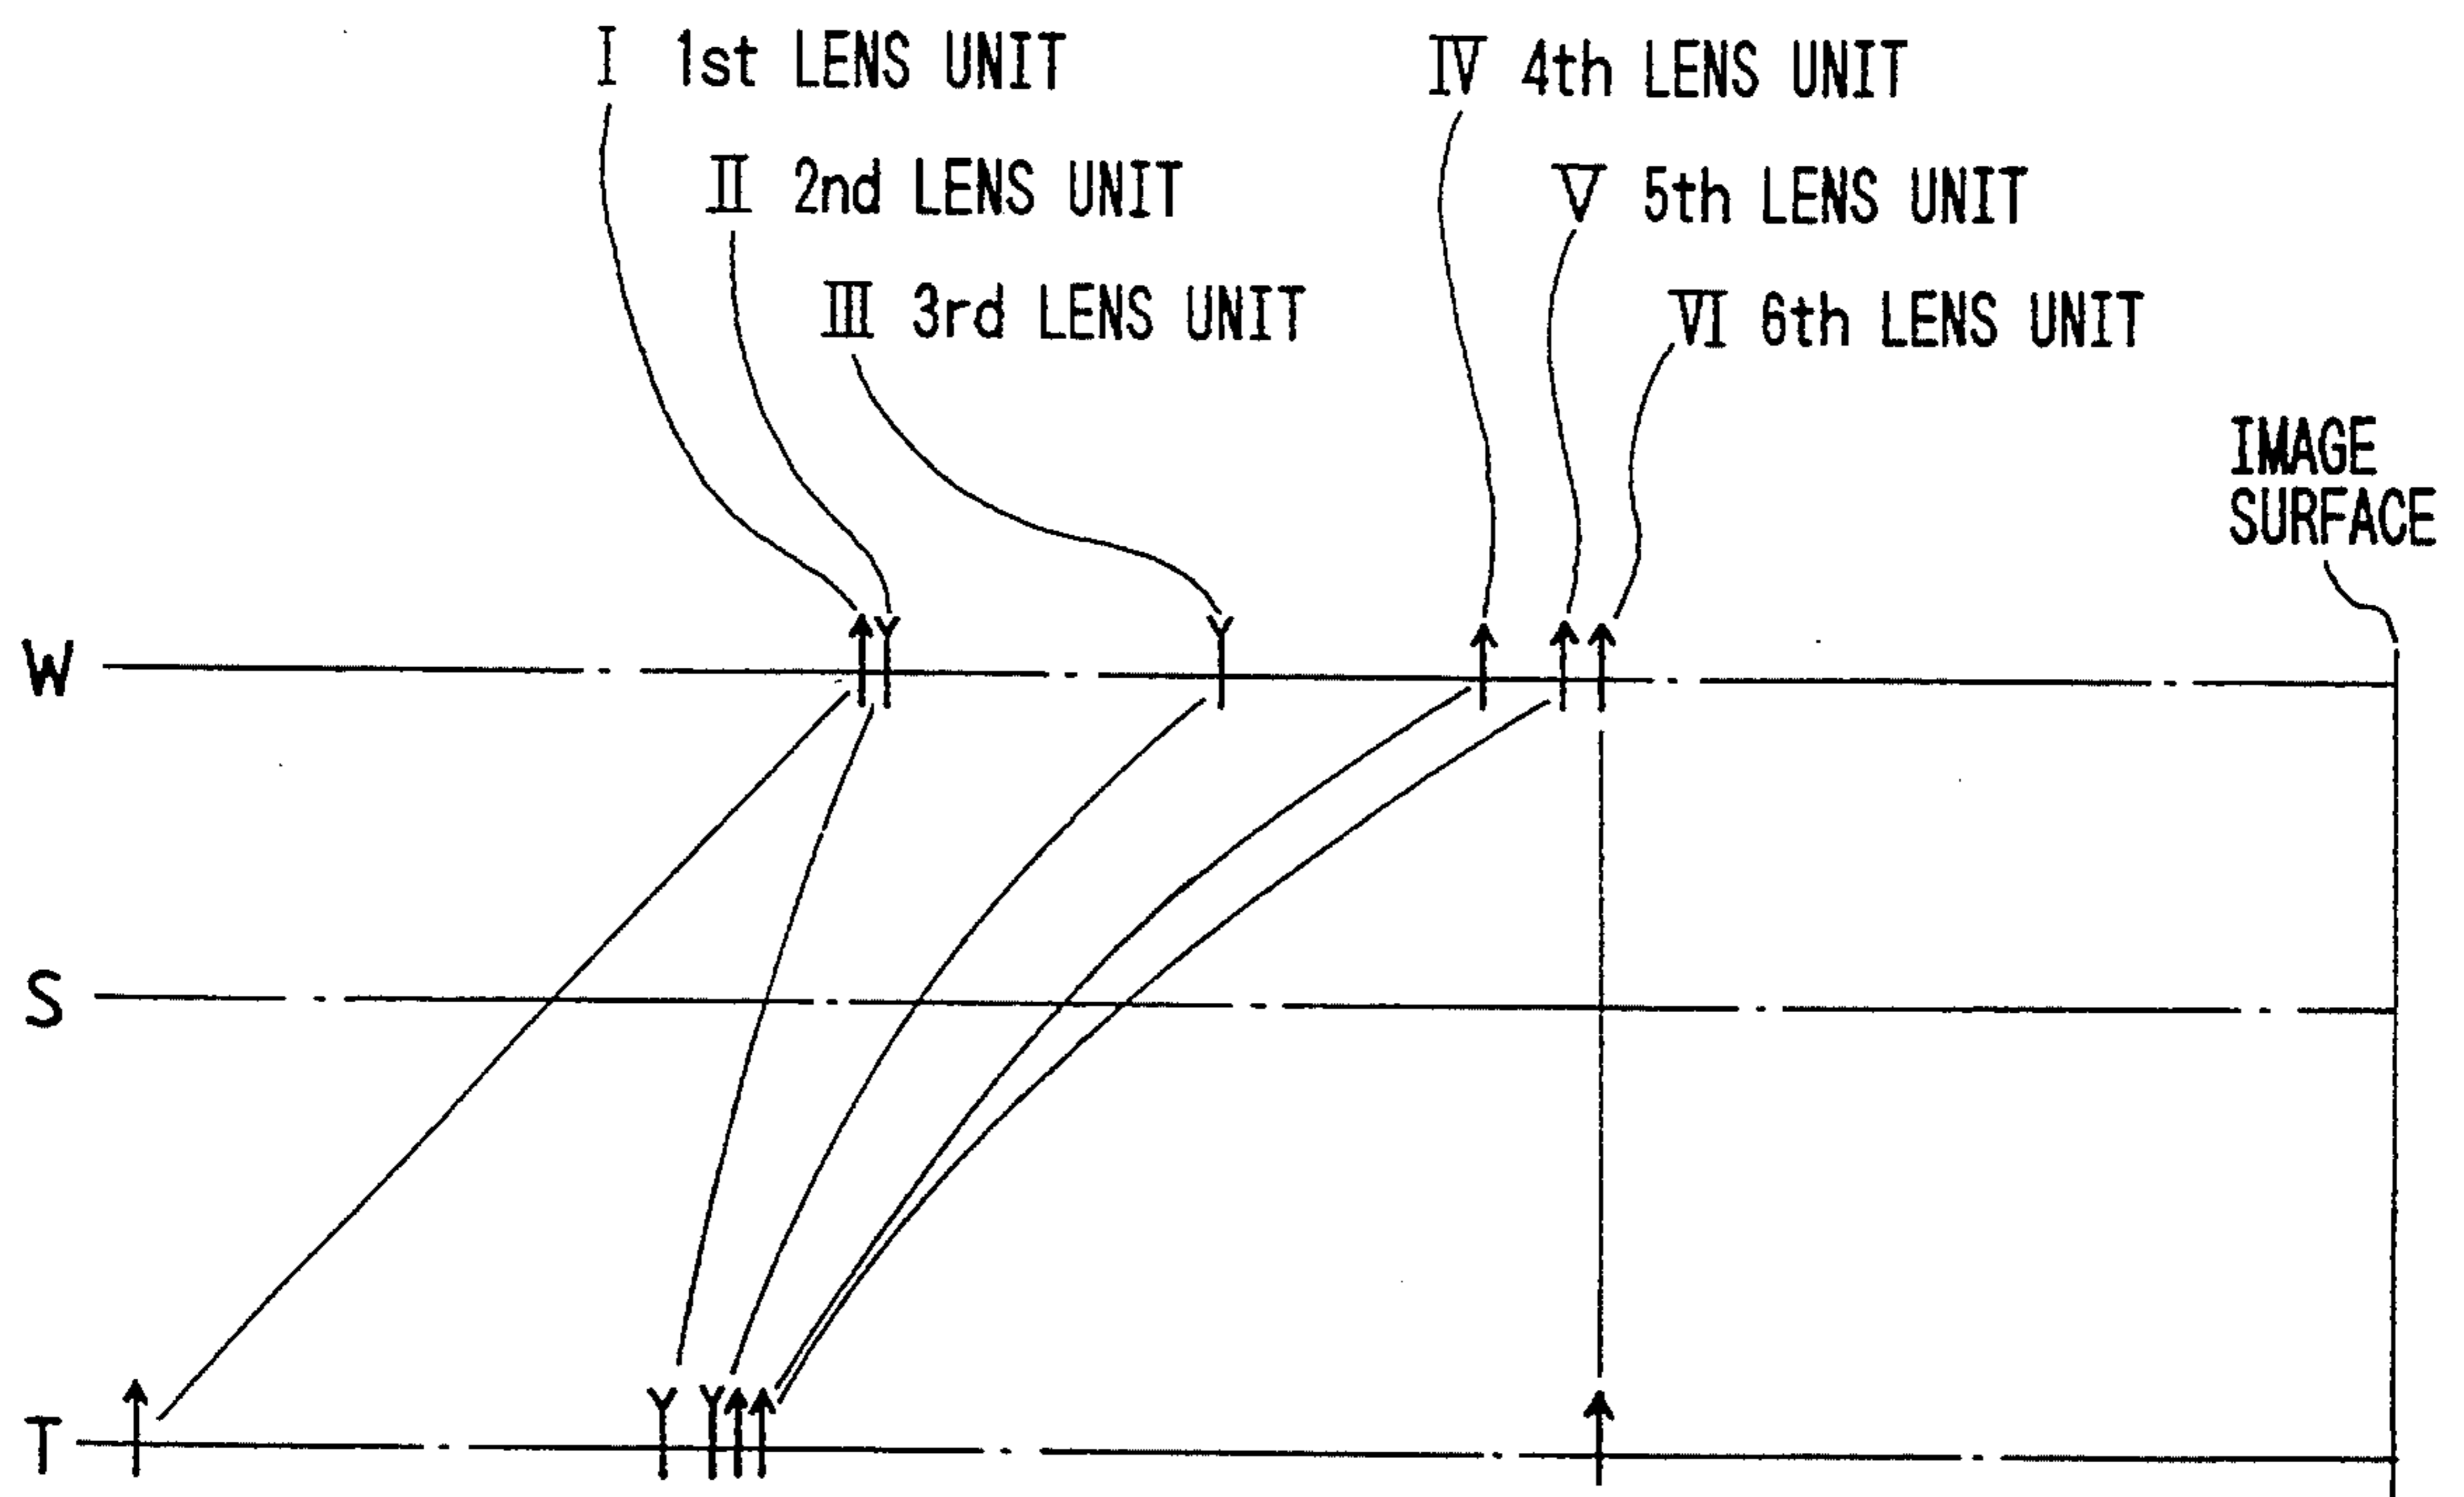 I 1st LENS UNIT
II 2nd LENS UNIT
III 3rd LENS UNIT
IV 4th LENS UNIT
V 5th LENS UNIT
VI 6th LENS UNIT
IMAGE
SURFACE
W
S
T